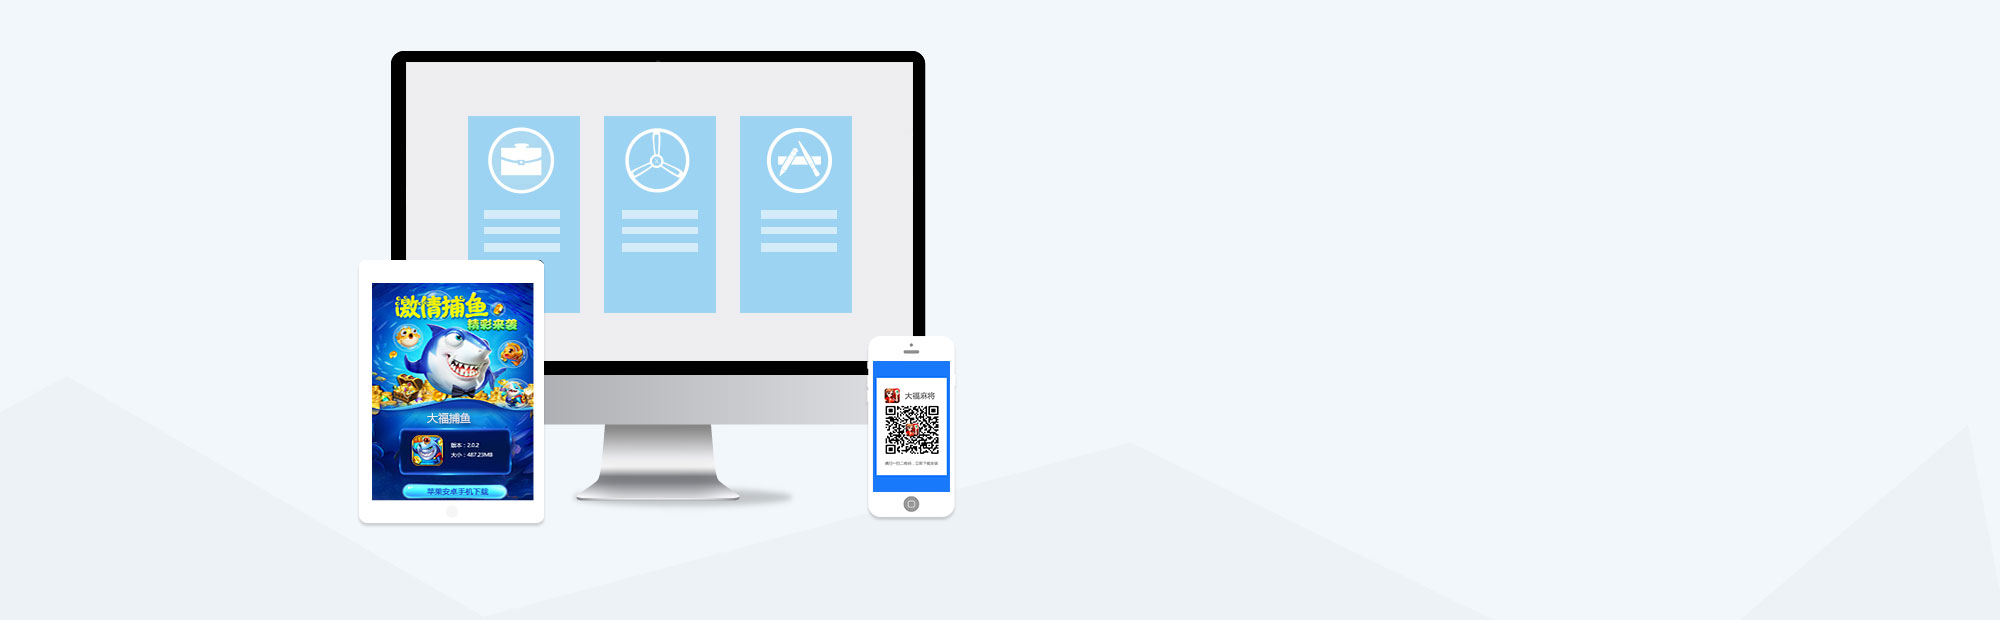 激情捕鱼
精彩来袭
大福捕鱼
版本：2.0.2
大小：487.23MB
苹果安卓手机下载
大福麻将